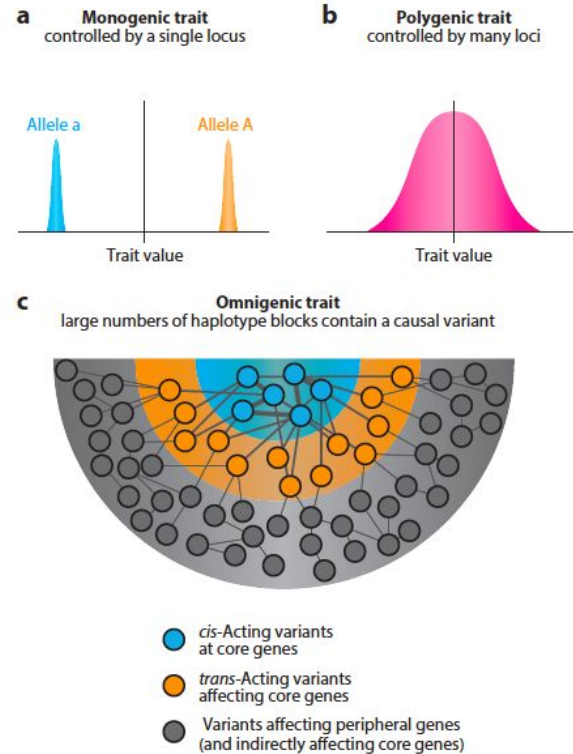 a
Monogenic trait
controlled by a single locus
Allele a
Allele A
Trait value
b
Polygenic trait
controlled by many loci
Trait value
c
Omnigenic trait
large numbers of haplotype blocks contain a causal variant
cis-Acting variants
at core genes
trans-Acting variants
affecting core genes
Variants affecting peripheral genes
(and indirectly affecting core genes)